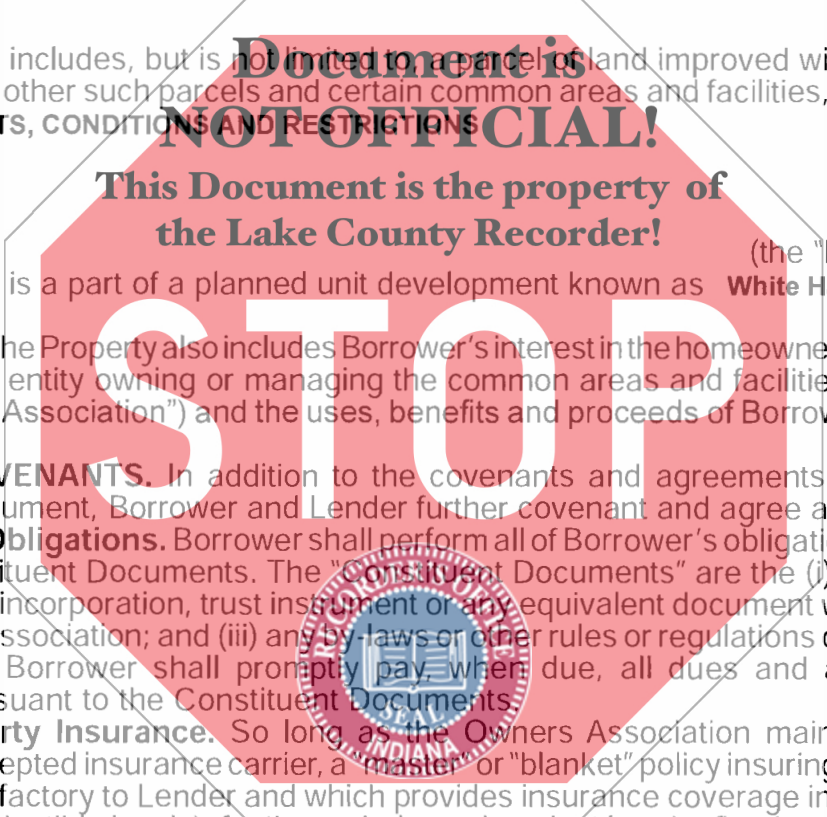 includes, but is not limited to, a parcel of land improved wi
Document is
other such parcels and certain common areas and facilities,
TS, CONDITIONS AND RESTRICTIONS
NOT OFFICIAL!
This Document is the property of
the Lake County Recorder!
(the "
is a part of a planned unit development known as White H
STOP
he Property also includes Borrower's interest in the homeowne
entity owning or managing the common areas and facilitie
Association") and the uses, benefits and proceeds of Borrow
VENANTS. In addition to the covenants and agreements
ument, Borrower and Lender further covenant and agree a
Obligations. Borrower shall perform all of Borrower's obligati
ituent Documents. The "Constituent Documents" are the (i)
incorporation, trust instrument or any equivalent document w
ssociation; and (iii) any by-laws or other rules or regulations o
Borrower shall promptly pay, when due, all dues and a
suant to the Constituent Documents.
rty Insurance. So long as the Owners Association main
epted insurance carrier, a "master" or "blanket" policy insuring
factory to Lender and which provides insurance coverage in
SEAL
INDIANA